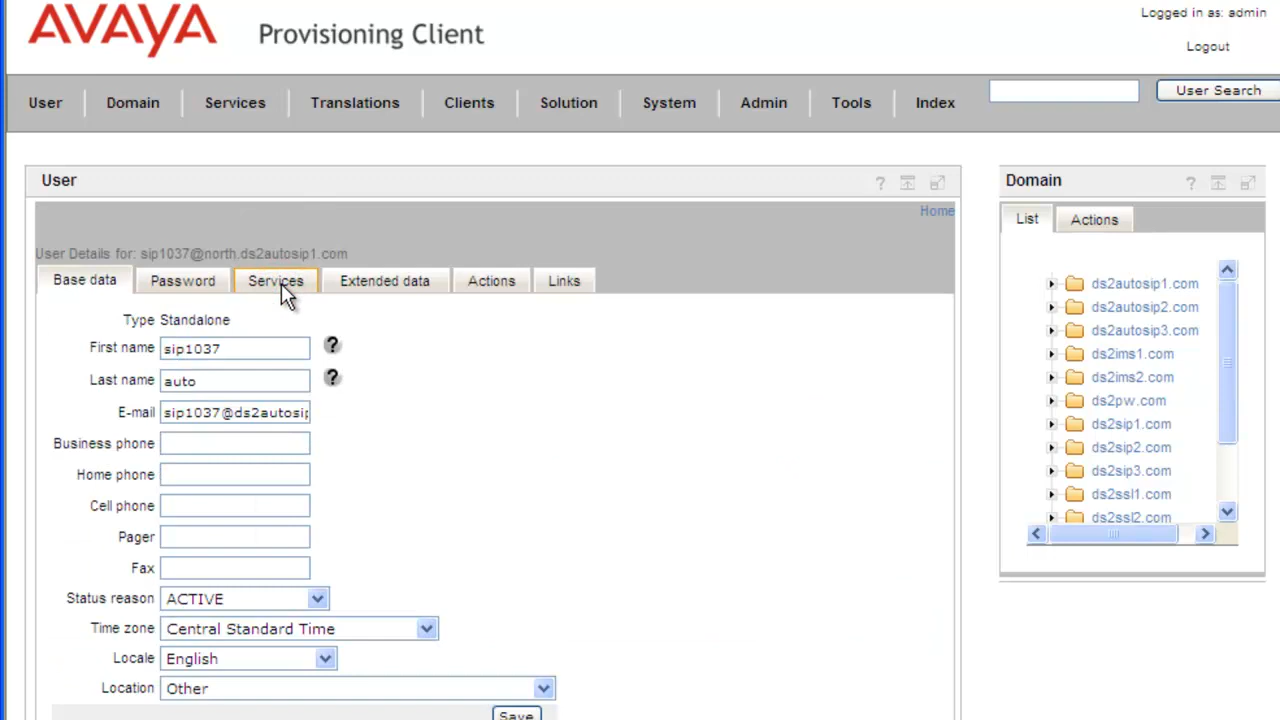 Logged in as: admin
AVAYA Provisioning Client
Logout
User Domain Services Translations Clients Solution System Admin Tools Index User Search
User ?
Home
User Details for: sip1037@north.ds2autosip1.com
Base data Password Services Extended data Actions Links
Type Standalone
First name sip1037 ?
Last name auto ?
E-mail sip1037@ds2autosip
Business phone
Home phone
Cell phone
Pager
Fax
Status reason ACTIVE
Time zone Central Standard Time
Locale English
Location Other
Save
Domain ?
List Actions
ds2autosip1.com
ds2autosip2.com
ds2autosip3.com
ds2ims1.com
ds2ims2.com
ds2pw.com
ds2sip1.com
ds2sip2.com
ds2sip3.com
ds2ssl1.com
ds2ssl2.com